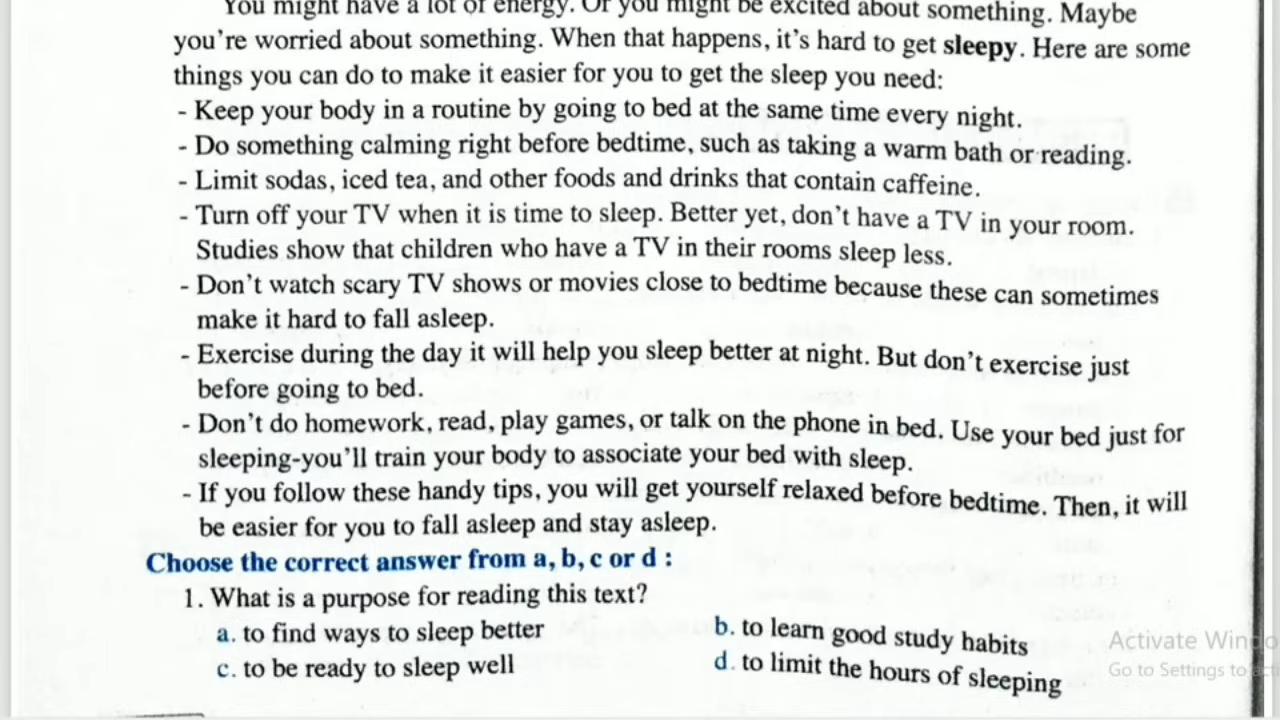 You might have a lot of energy. Or you might be excited about something. Maybe
you're worried about something. When that happens, it's hard to get sleepy. Here are some
things you can do to make it easier for you to get the sleep you need:
- Keep your body in a routine by going to bed at the same time every night.
- Do something calming right before bedtime, such as taking a warm bath or reading.
- Limit sodas, iced tea, and other foods and drinks that contain caffeine.
- Turn off your TV when it is time to sleep. Better yet, don't have a TV in your room.
Studies show that children who have a TV in their rooms sleep less.
- Don't watch scary TV shows or movies close to bedtime because these can sometimes
make it hard to fall asleep.
- Exercise during the day it will help you sleep better at night. But don't exercise just
before going to bed.
- Don't do homework, read, play games, or talk on the phone in bed. Use your bed just for
sleeping-you'll train your body to associate your bed with sleep.
- If you follow these handy tips, you will get yourself relaxed before bedtime. Then, it will
be easier for you to fall asleep and stay asleep.
Choose the correct answer from a, b, c or d :
1. What is a purpose for reading this text?
a. to find ways to sleep better b. to learn good study habits
c. to be ready to sleep well d. to limit the hours of sleeping
Activate Windo
Go to Settings to acti